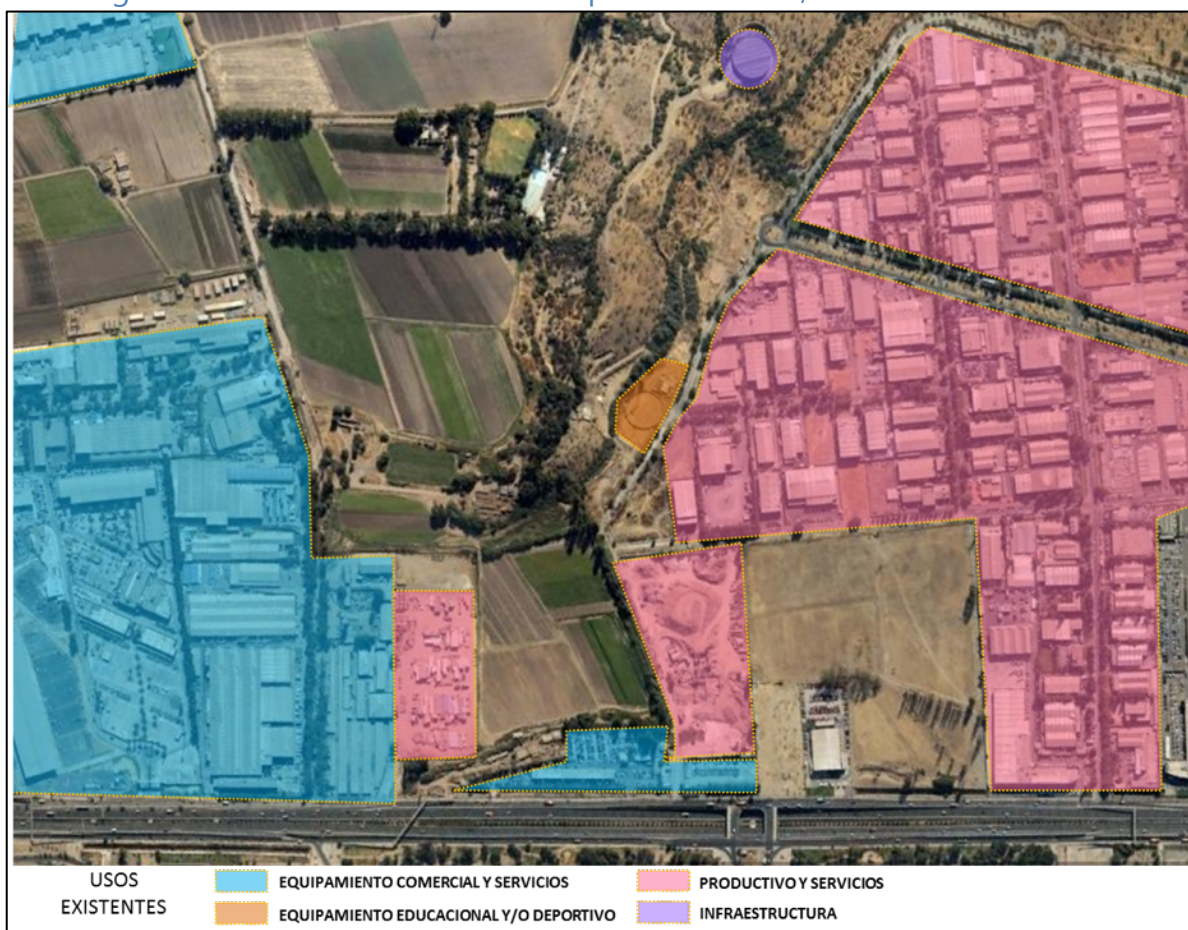 USOS
EXISTENTES
EQUIPAMIENTO COMERCIAL Y SERVICIOS
EQUIPAMIENTO EDUCACIONAL Y/O DEPORTIVO
PRODUCTIVO Y SERVICIOS
INFRAESTRUCTURA